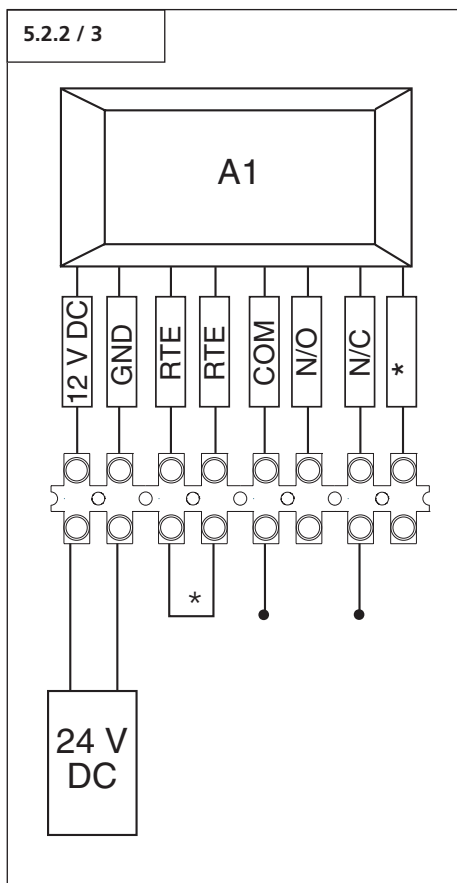 5.2.2 / 3
A1
12 V DC
GND
RTE
RTE
COM
N/O
N/C
*
*
24 V
DC